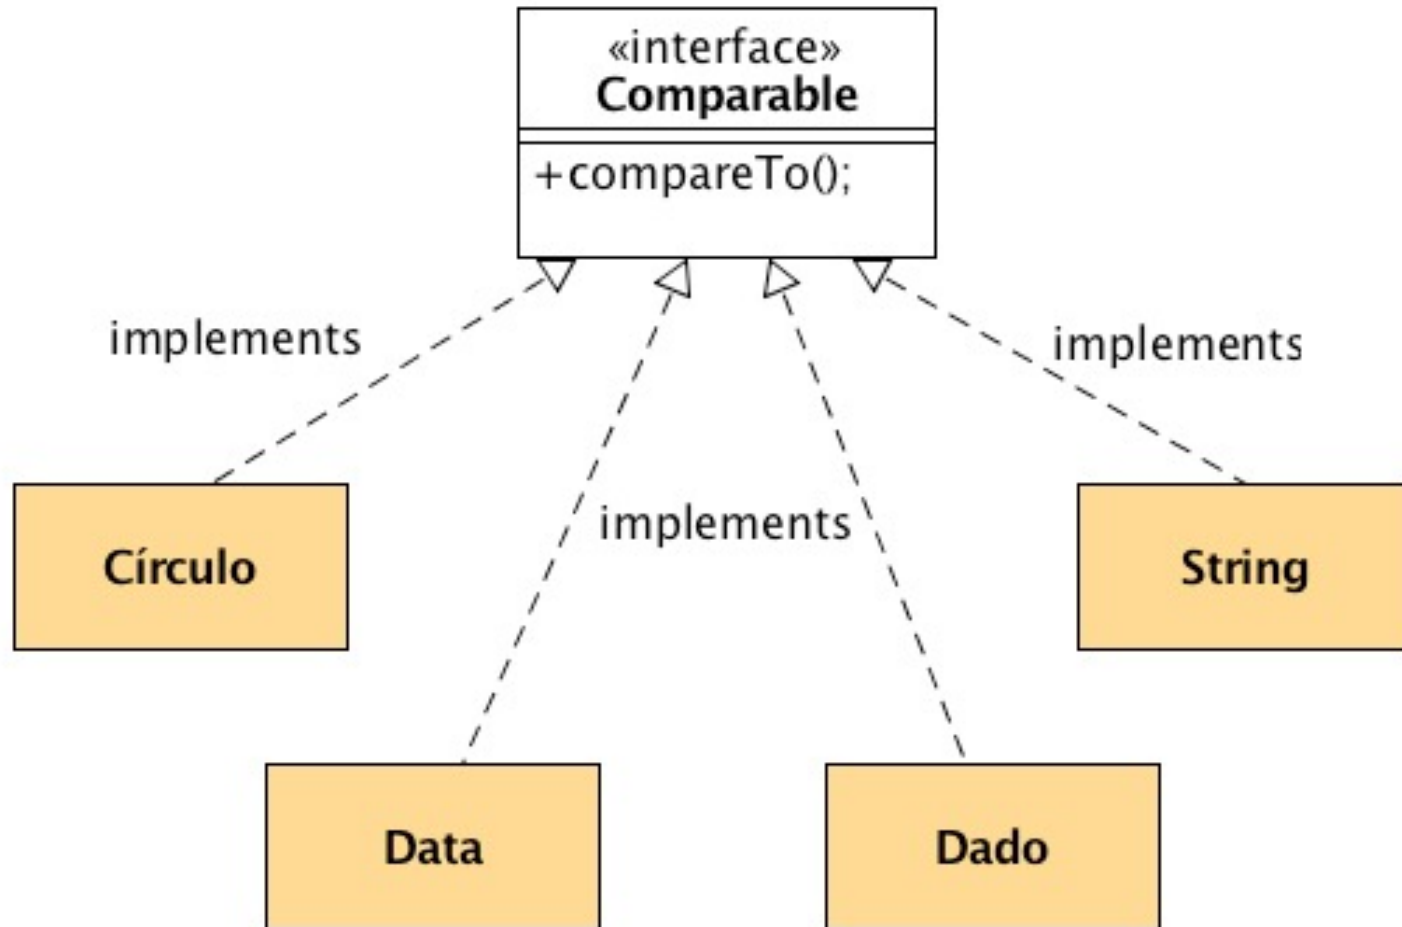 «interface»
Comparable
+compareTo();
implements
implements
implements
Círculo
String
Data
Dado